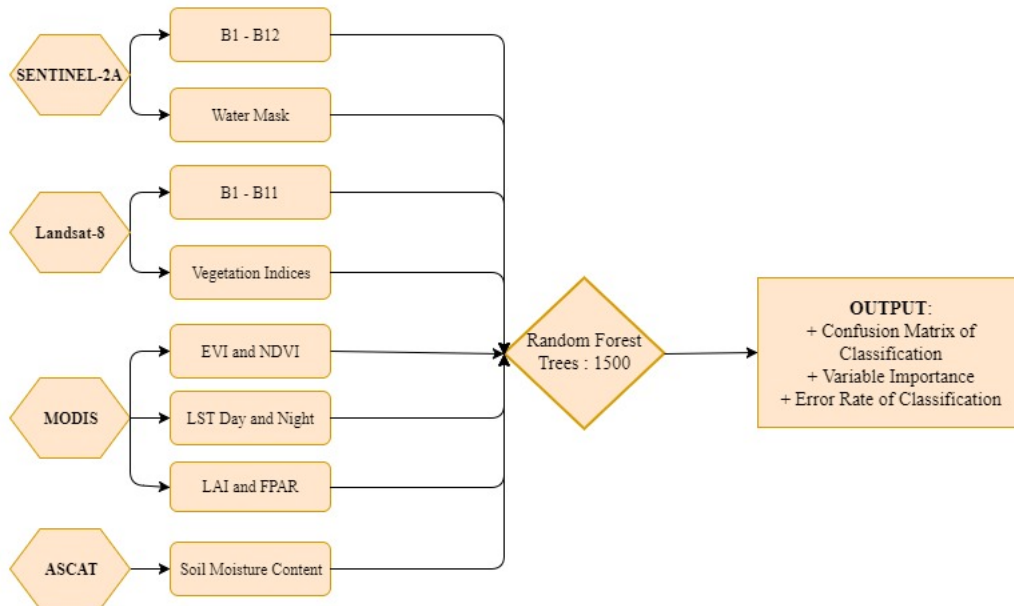 SENTINEL-2A
B1 - B12
Water Mask
Landsat-8
B1 - B11
Vegetation Indices
MODIS
EVI and NDVI
LST Day and Night
LAI and FPAR
ASCAT
Soil Moisture Content
Random Forest
Trees : 1500
OUTPUT:
+ Confusion Matrix of
Classification
+ Variable Importance
+ Error Rate of Classification